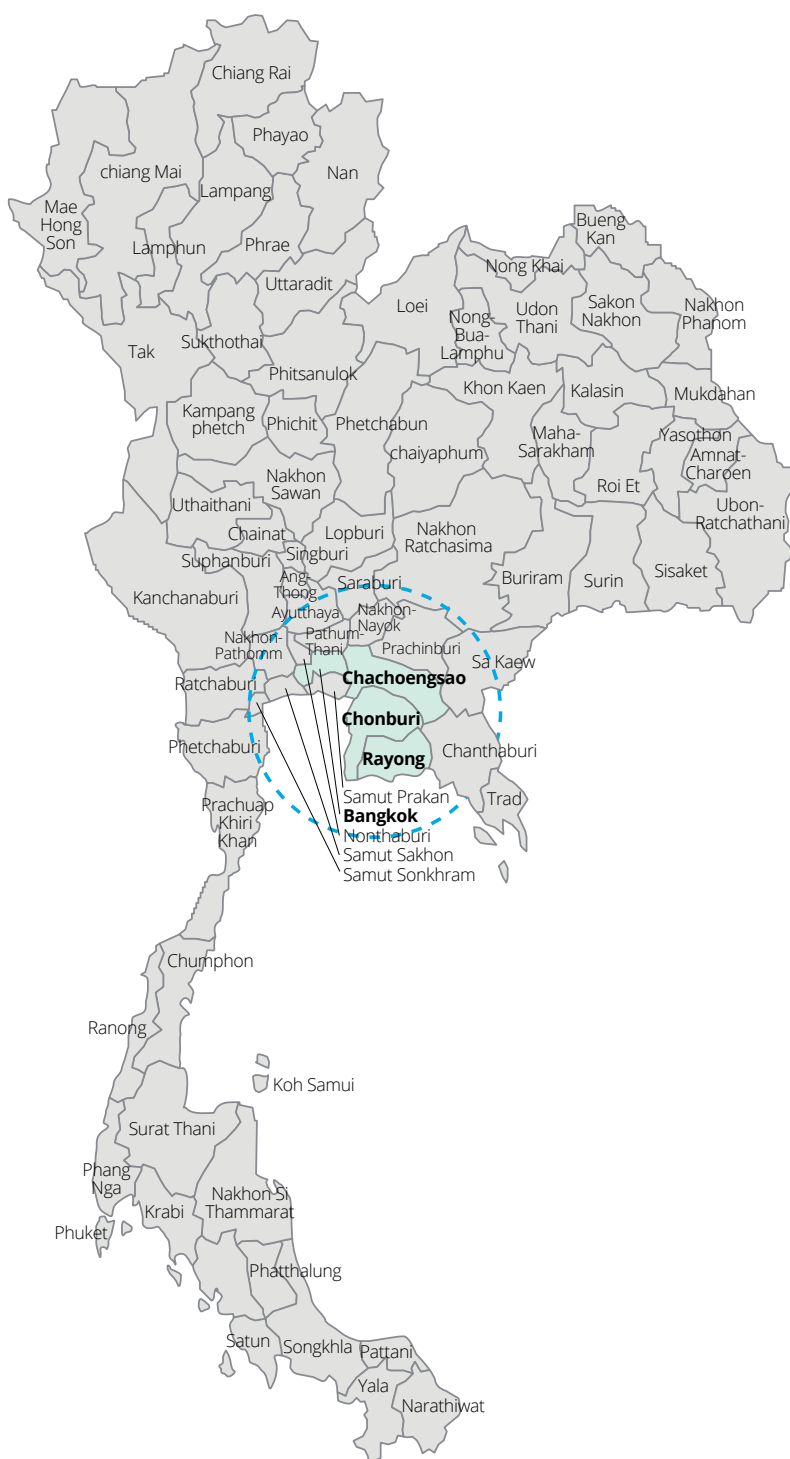 Chiang Rai
Phayao
chiang Mai
Nan
Lampang
Mae
Hong
Son
Lamphun
Phrae
Bueng
Kan
Nong Khai
Uttaradit
Loei
Nong-
Bua-
Lamphu
Udon
Thani
Sakon
Nakhon
Nakhon
Phanom
Tak
Sukthothai
Phitsanulok
Khon Kaen
Kalasin
Mukdahan
Kampang
phetch
Phichit
Phetchabun
chaiyaphum
Maha-
Sarakham
Yasothon
Amnat-
Charoen
Roi Et
Nakhon
Sawan
Uthaithani
Ubon-
Ratchathani
Chainat
Lopburi
Nakhon
Ratchasima
Suphanburi
Singburi
Kanchanaburi
Ang-
Thong
Saraburi
Buriram
Surin
Sisaket
Ayutthaya
Nakhon-
Nayok
Nakhon-
Pathomm
Pathum-
Thani
Prachinburi
Sa Kaew
Ratchaburi
Chachoengsao
Chonburi
Phetchaburi
Rayong
Chanthaburi
Prachuap
Khiri
Khan
Trad
Samut Prakan
Bangkok
Nonthaburi
Samut Sakhon
Samut Sonkhram
Chumphon
Ranong
Koh Samui
Surat Thani
Phang
Nga
Krabi
Nakhon Si
Thammarat
Phuket
Phatthalung
Satun
Songkhla
Pattani
Yala
Narathiwat